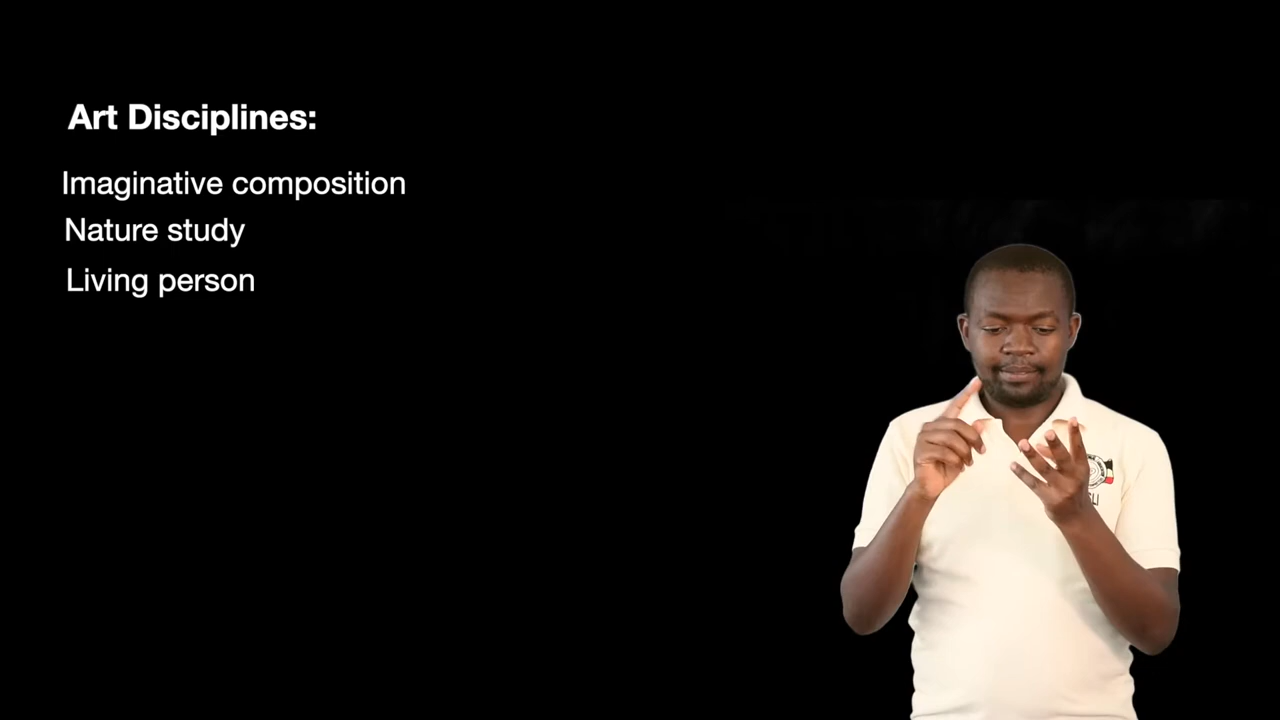 Art Disciplines:
Imaginative composition
Nature study
Living person